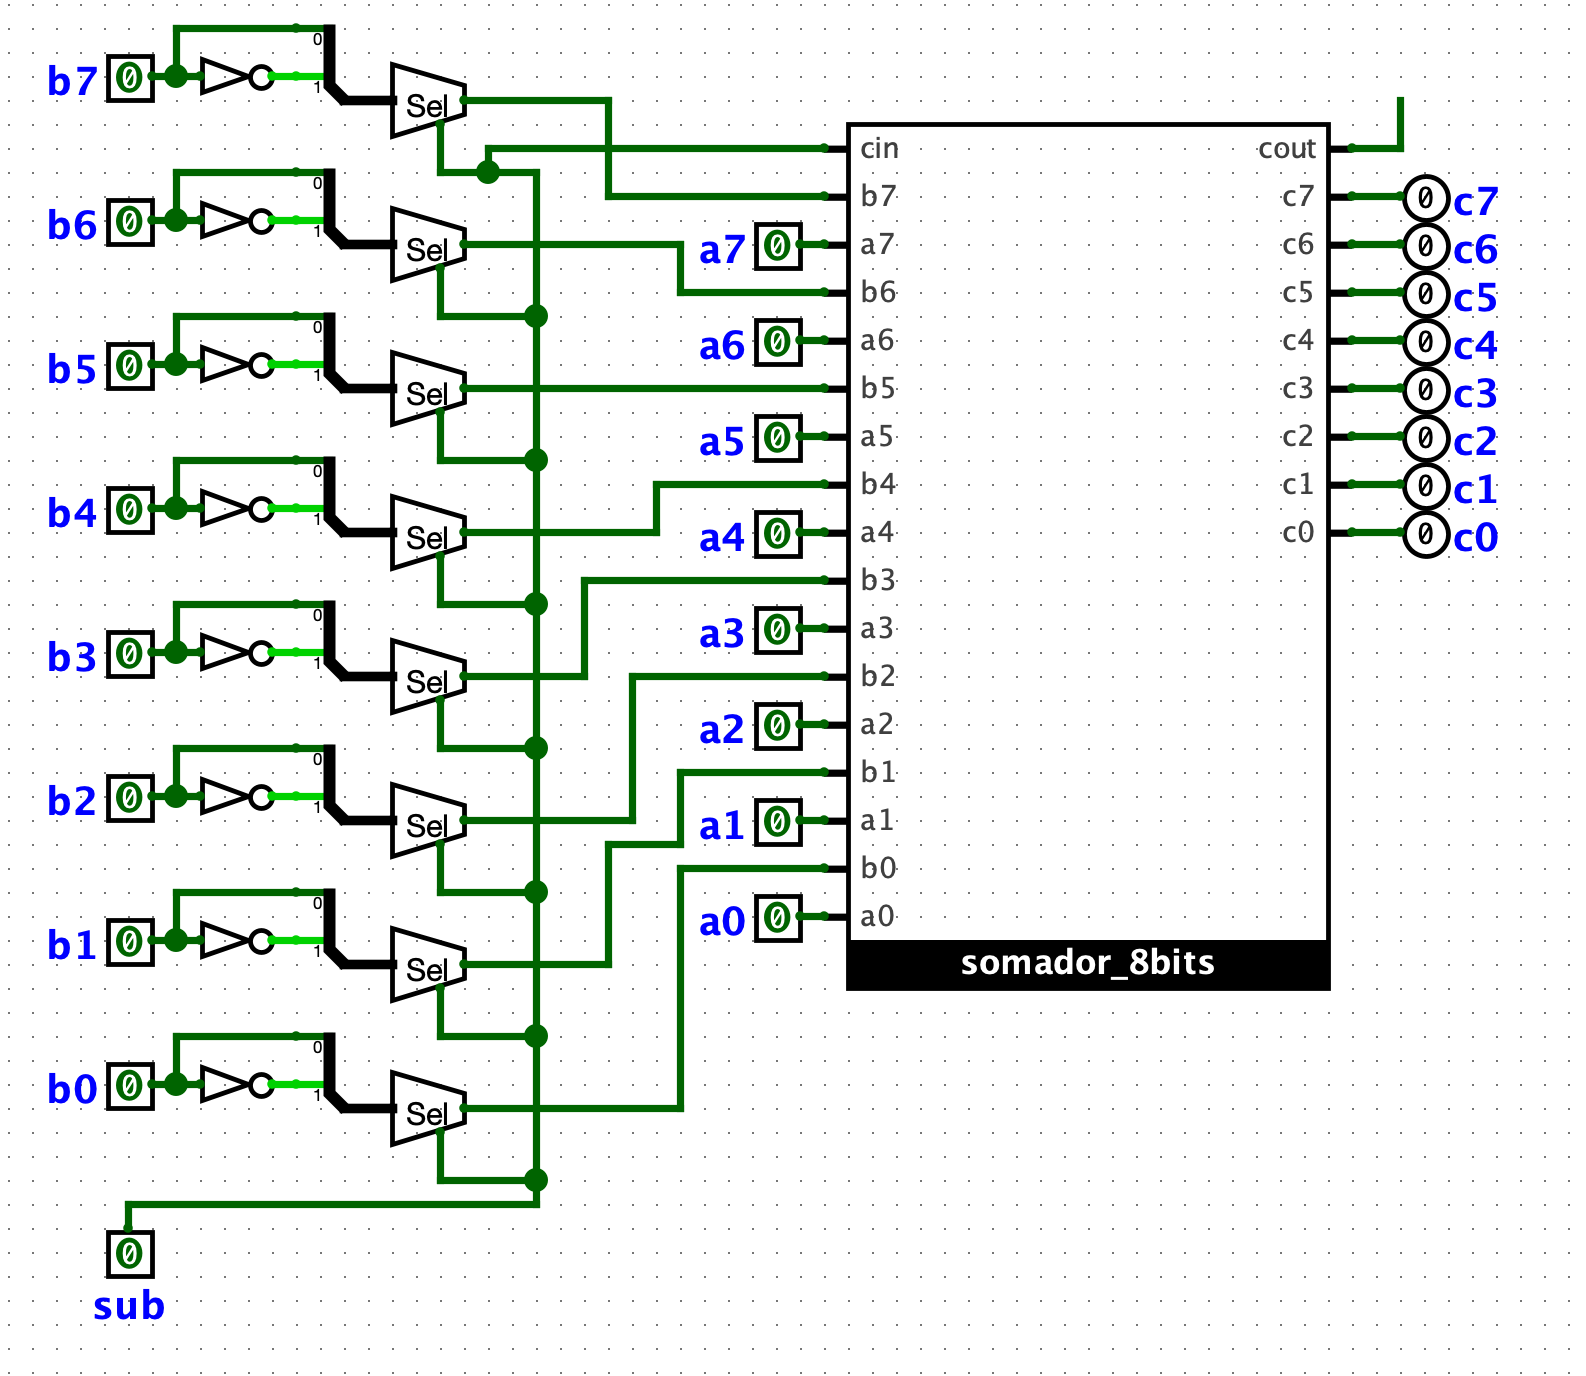 b7 0 0 1 Sel
b6 0 0 1 Sel
b5 0 0 1 Sel
b4 0 0 1 Sel
b3 0 0 1 Sel
b2 0 0 1 Sel
b1 0 0 1 Sel
b0 0 0 1 Sel
0
sub
a7 0
a6 0
a5 0
a4 0
a3 0
a2 0
a1 0
a0 0
cin
b7
a7
b6
a6
b5
a5
b4
a4
b3
a3
b2
a2
b1
a1
b0
a0
cout
c7 0 c7
c6 0 c6
c5 0 c5
c4 0 c4
c3 0 c3
c2 0 c2
c1 0 c1
c0 0 c0
somador_8bits